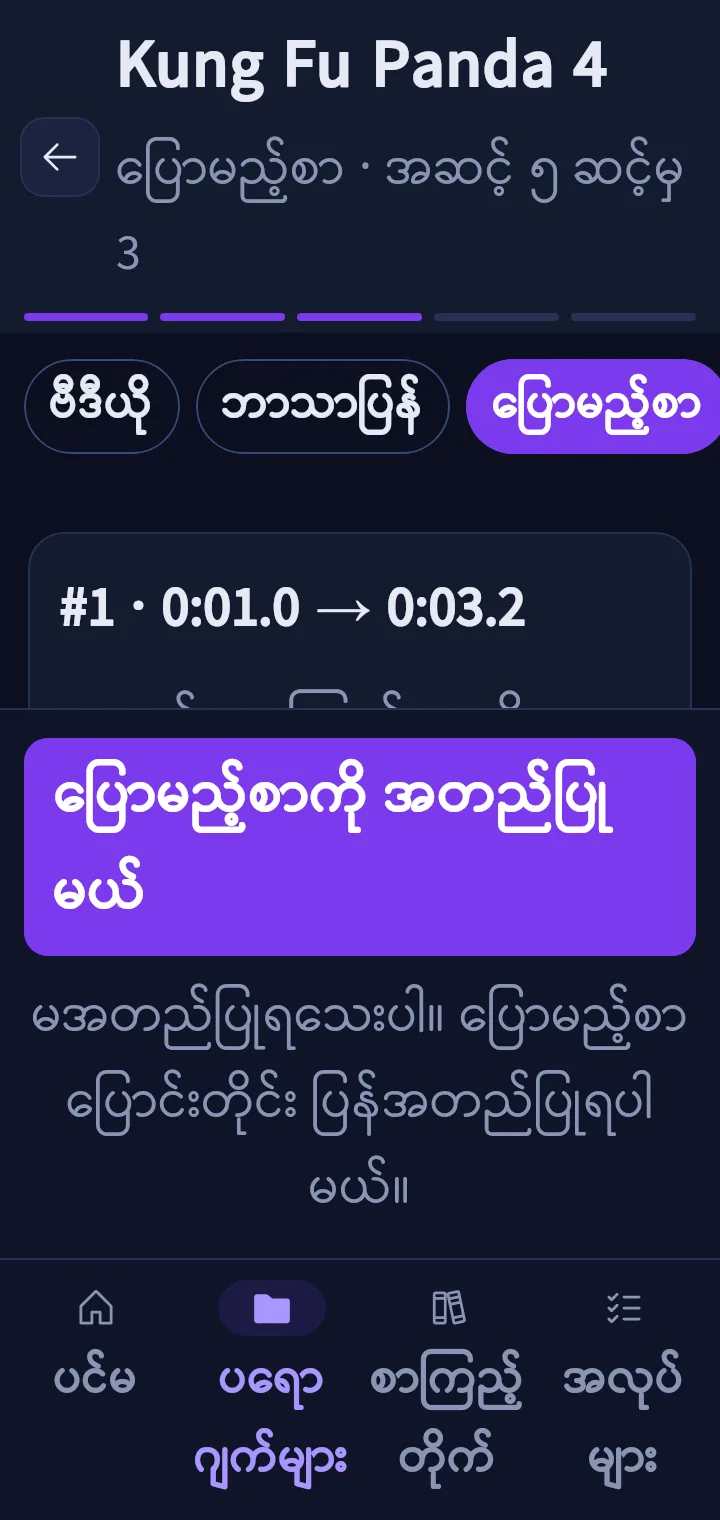 Kung Fu Panda 4
ပြောမည့်စာ · အဆင့် ၅ ဆင့်မှ
3
ဗီဒီယို
ဘာသာပြန်
ပြောမည့်စာ
#1 · 0:01.0 → 0:03.2
ပြောမည့်စာကို အတည်ပြု
မယ်
မအတည်ပြုရသေးပါ။ ပြောမည့်စာ
ပြောင်းတိုင်း ပြန်အတည်ပြုရပါ
မယ်။
ပင်မ
ပရော
ဂျက်များ
စာကြည့်
တိုက်
အလုပ်
များ